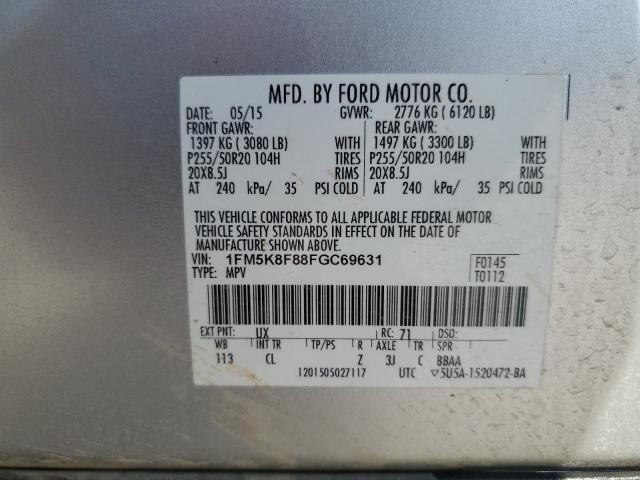 MFD. BY FORD MOTOR CO.
DATE: 05/15 GVWR: 2776 KG ( 6120 LB)
FRONT GAWR: REAR GAWR:
1397 KG ( 3080 LB) WITH 1497 KG ( 3300 LB) WITH
P255/50R20 104H TIRES P255/50R20 104H TIRES
20X8.5J RIMS 20X8.5J RIMS
AT 240 kPa/ 35 PSI COLD AT 240 kPa/ 35 PSI COLD
THIS VEHICLE CONFORMS TO ALL APPLICABLE FEDERAL MOTOR
VEHICLE SAFETY STANDARDS IN EFFECT ON THE DATE OF
MANUFACTURE SHOWN ABOVE.
VIN: 1FM5K8F88FGC69631 F0145
TYPE: MPV T0112
EXT PNT: UX RC: 71 DSO:
WB INT TR TP/PS R AXLE TR SPR
113 CL Z 3J C BBAA
1201505027117 UTC ▽5U5A-1520472-BA